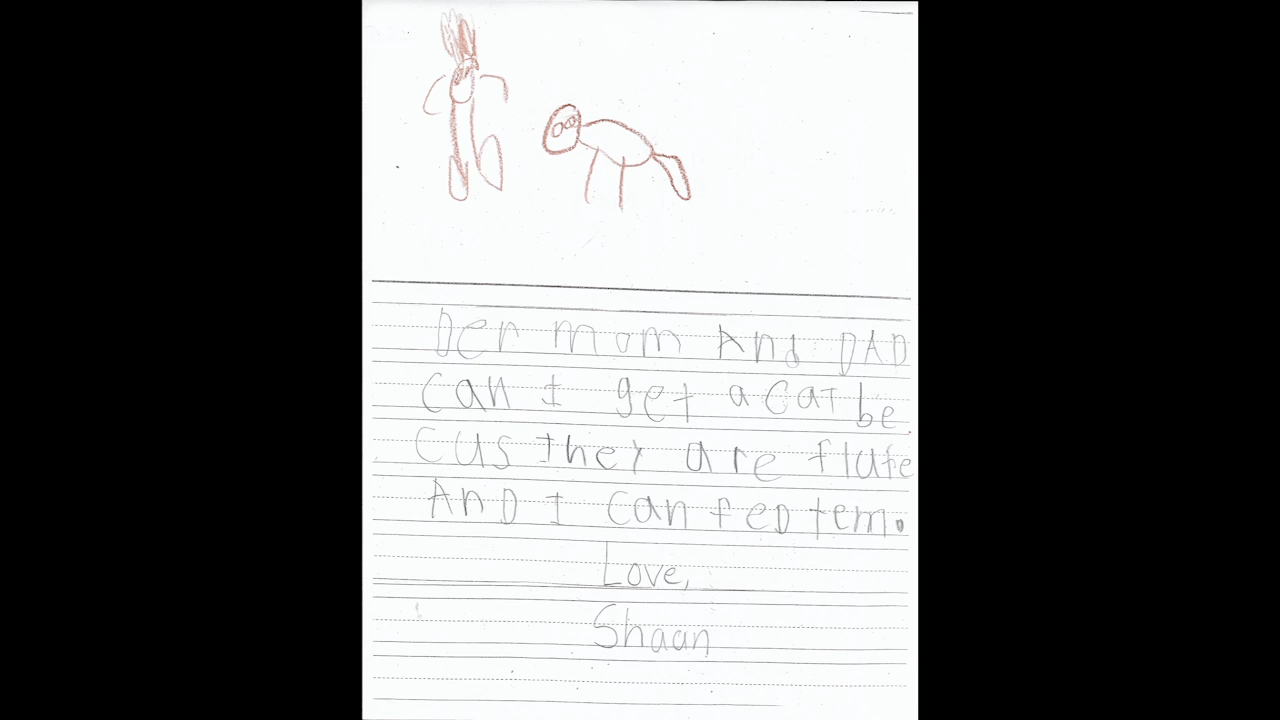 Der mom And DAD
can I get a caT be
cus they are flufe
AnD I can feD tem.
Love,
Shaan